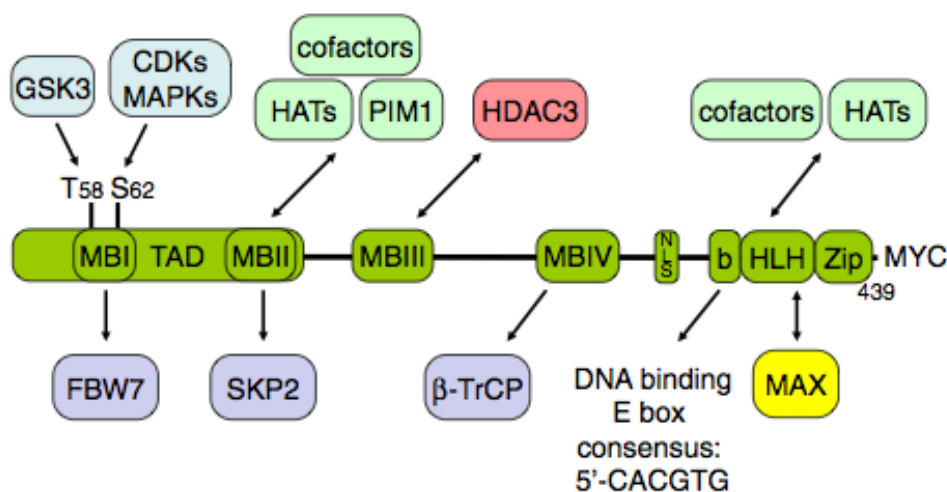 cofactors
GSK3
CDKs
MAPKs
HATs
PIM1
HDAC3
cofactors
HATs
T58 S62
MBI
TAD
MBII
MBIII
MBIV
NLS
b
HLH
Zip
MYC
439
FBW7
SKP2
β-TrCP
DNA binding
E box
consensus:
5'-CACGTG
MAX